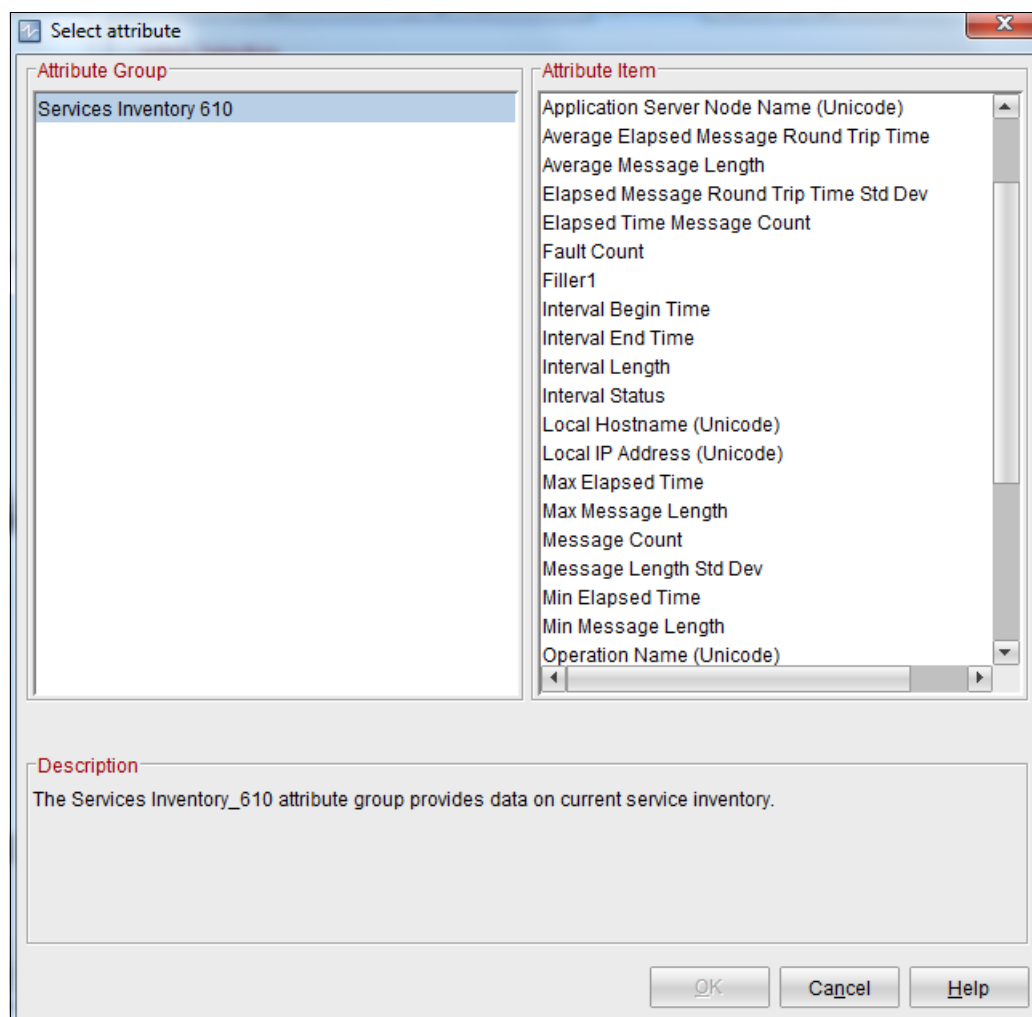 Select attribute
X
Attribute Group
Services Inventory 610
Attribute Item
Application Server Node Name (Unicode)
Average Elapsed Message Round Trip Time
Average Message Length
Elapsed Message Round Trip Time Std Dev
Elapsed Time Message Count
Fault Count
Filler1
Interval Begin Time
Interval End Time
Interval Length
Interval Status
Local Hostname (Unicode)
Local IP Address (Unicode)
Max Elapsed Time
Max Message Length
Message Count
Message Length Std Dev
Min Elapsed Time
Min Message Length
Operation Name (Unicode)
Description
The Services Inventory_610 attribute group provides data on current service inventory.
OK
Cancel
Help